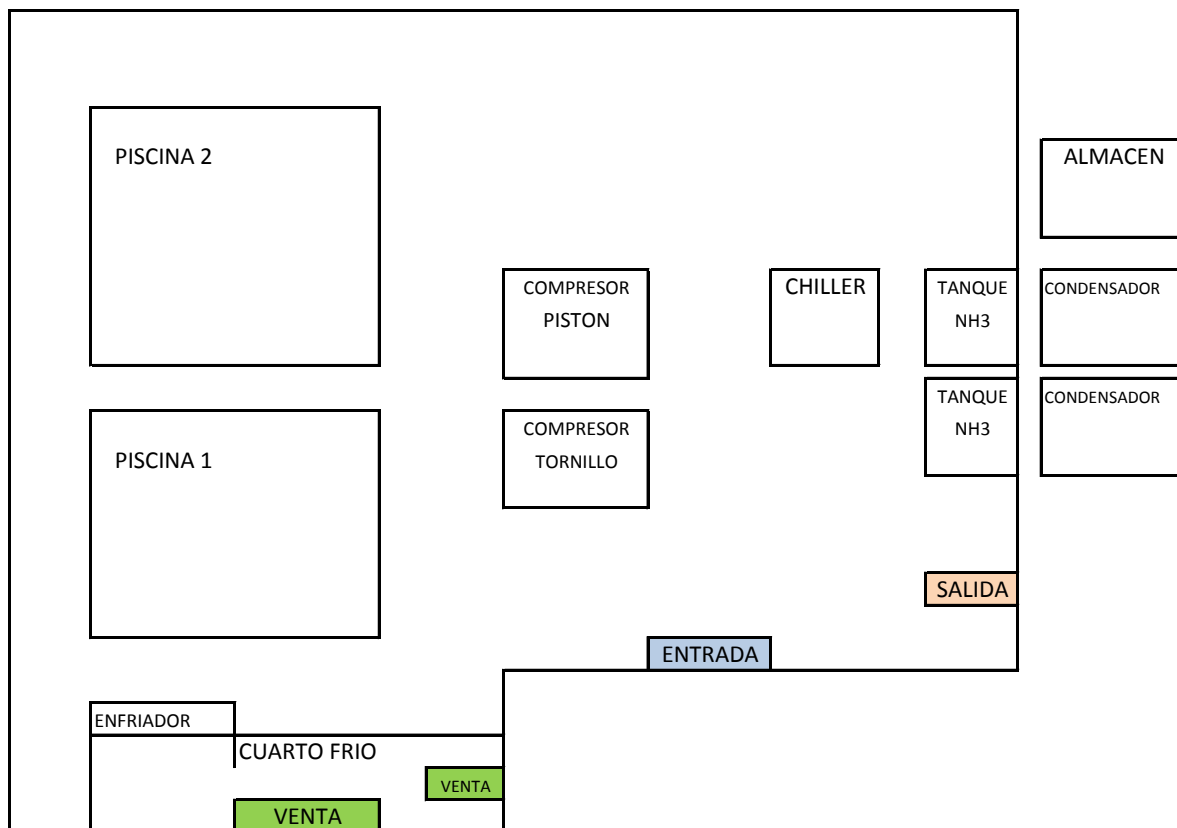 PISCINA 2
ALMACEN
COMPRESOR
PISTON
CHILLER
TANQUE
NH3
CONDENSADOR
COMPRESOR
TORNILLO
TANQUE
NH3
CONDENSADOR
PISCINA 1
SALIDA
ENTRADA
ENFRIADOR
CUARTO FRIO
VENTA
VENTA